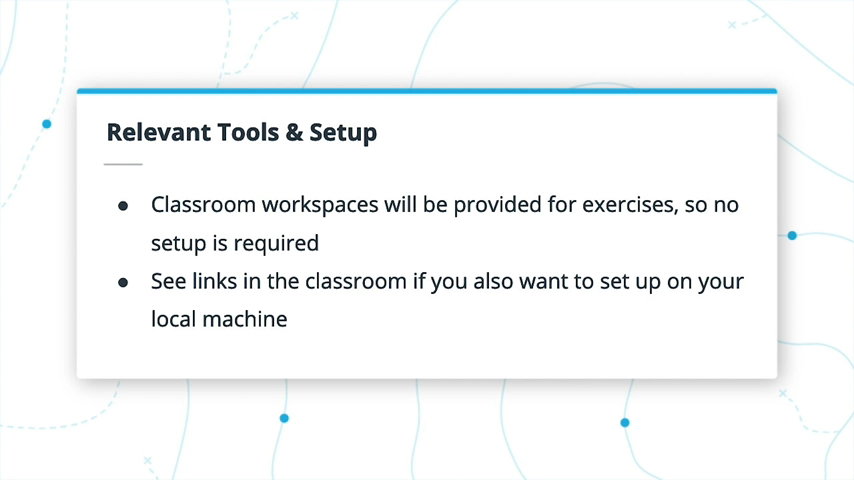 Relevant Tools & Setup
● Classroom workspaces will be provided for exercises, so no
setup is required
● See links in the classroom if you also want to set up on your
local machine